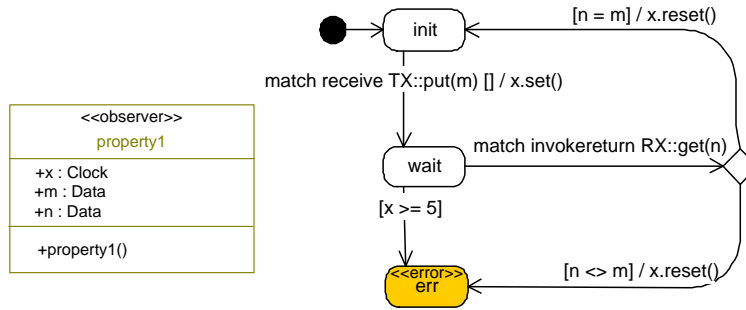 init
[n = m] / x.reset()
match receive TX::put(m) [] / x.set()
<<observer>>
property1
+x : Clock
+m : Data
+n : Data
+property1()
match invokereturn RX::get(n)
wait
[x >= 5]
<<error>>
err
[n <> m] / x.reset()